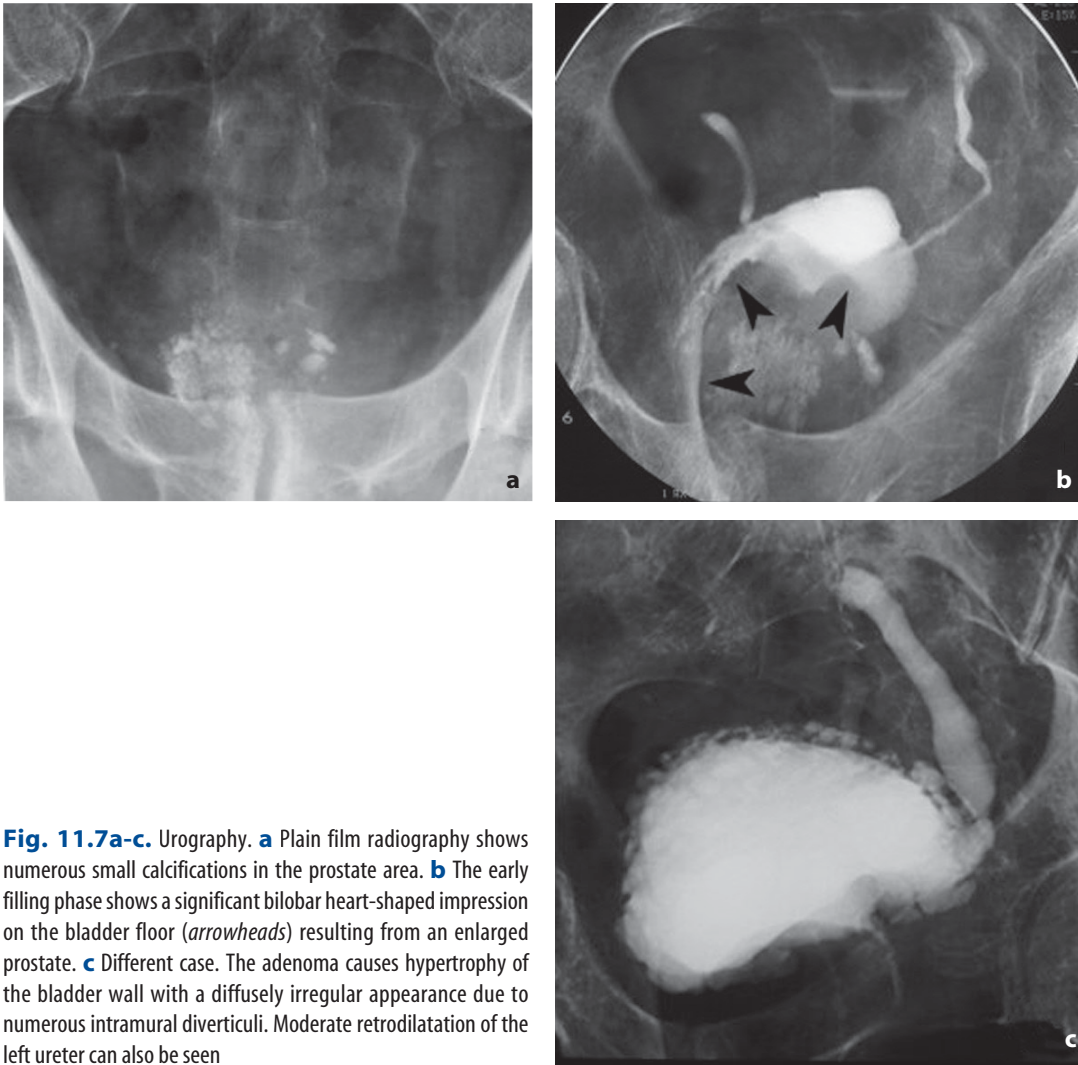 E:15%
6
a
b
c
Fig. 11.7a-c. Urography. a Plain film radiography shows
numerous small calcifications in the prostate area. b The early
filling phase shows a significant bilobar heart-shaped impression
on the bladder floor (arrowheads) resulting from an enlarged
prostate. c Different case. The adenoma causes hypertrophy of
the bladder wall with a diffusely irregular appearance due to
numerous intramural diverticuli. Moderate retrodilatation of the
left ureter can also be seen